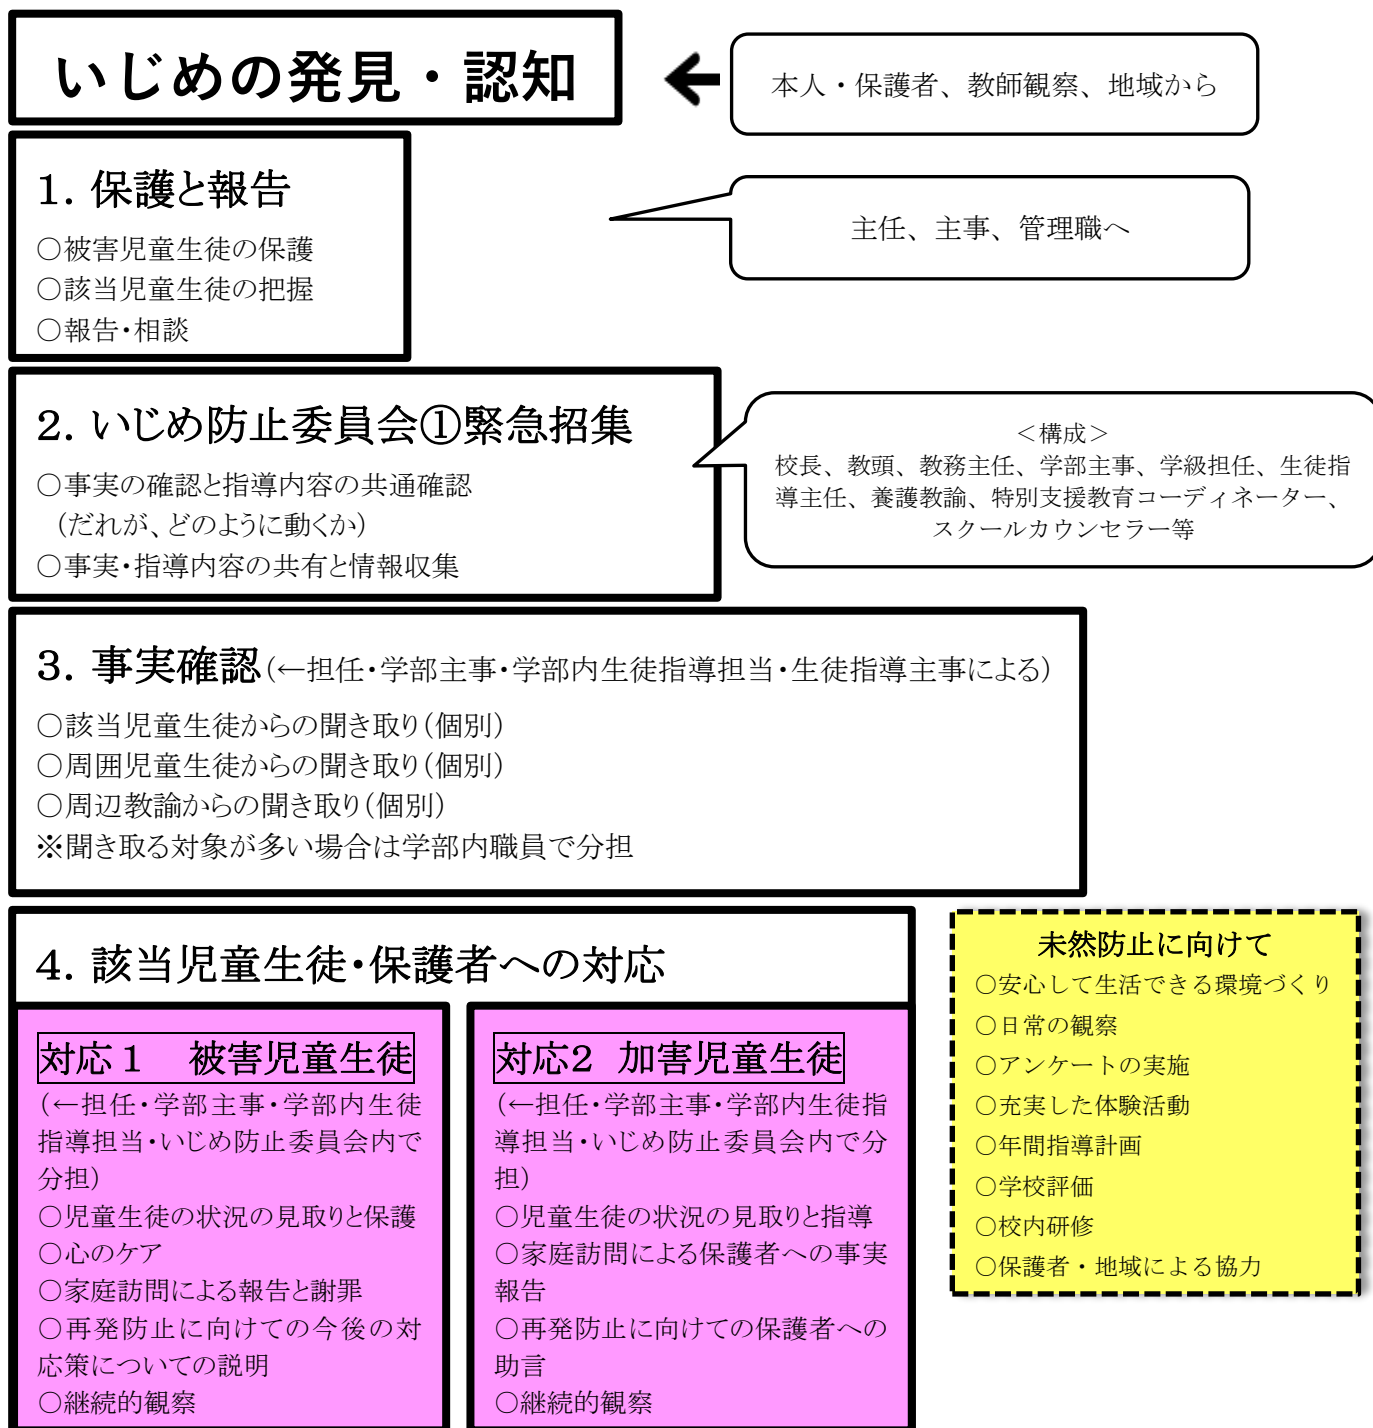 いじめの発見・認知
本人・保護者、教師観察、地域から
1. 保護と報告
○被害児童生徒の保護
○該当児童生徒の把握
○報告・相談
主任、主事、管理職へ
2. いじめ防止委員会①緊急招集
○事実の確認と指導内容の共通確認
(だれが、どのように動くか)
○事実・指導内容の共有と情報収集
＜構成＞
校長、教頭、教務主任、学部主事、学級担任、生徒指
導主任、養護教諭、特別支援教育コーディネーター、
スクールカウンセラー等
3. 事実確認(←担任・学部主事・学部内生徒指導担当・生徒指導主事による)
○該当児童生徒からの聞き取り(個別)
○周囲児童生徒からの聞き取り(個別)
○周辺教諭からの聞き取り(個別)
※聞き取る対象が多い場合は学部内職員で分担
4. 該当児童生徒・保護者への対応
対応1　被害児童生徒
(←担任・学部主事・学部内生徒
指導担当・いじめ防止委員会内で
分担)
○児童生徒の状況の見取りと保護
○心のケア
○家庭訪問による報告と謝罪
○再発防止に向けての今後の対
応策についての説明
○継続的観察
対応2　加害児童生徒
(←担任・学部主事・学部内生徒指
導担当・いじめ防止委員会内で分
担)
○児童生徒の状況の見取りと指導
○家庭訪問による保護者への事実
報告
○再発防止に向けての保護者への
助言
○継続的観察
未然防止に向けて
○安心して生活できる環境づくり
○日常の観察
○アンケートの実施
○充実した体験活動
○年間指導計画
○学校評価
○校内研修
○保護者・地域による協力